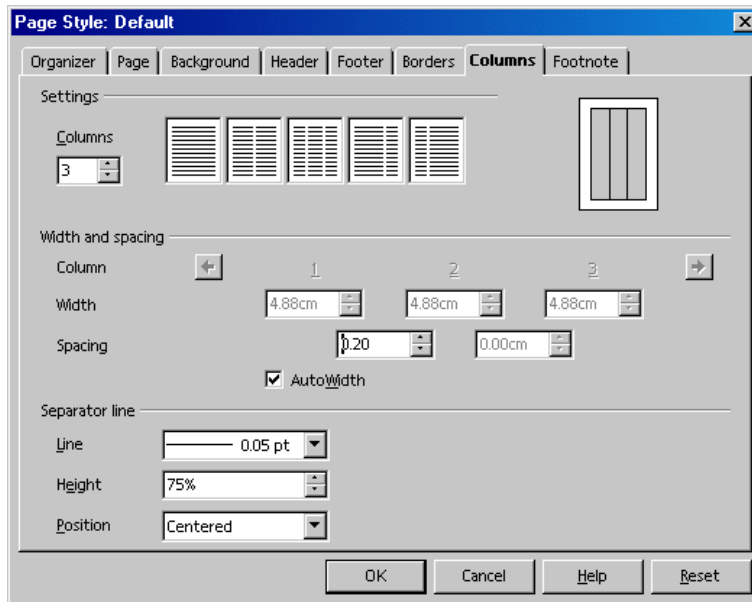 Page Style: Default
Organizer Page Background Header Footer Borders Columns Footnote
Settings
Columns
3
Width and spacing
Column 1 2 3
Width 4.88cm 4.88cm 4.88cm
Spacing 0.20 0.00cm
AutoWidth
Separator line
Line 0.05 pt
Height 75%
Position Centered
OK Cancel Help Reset